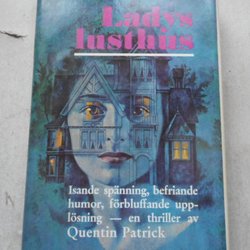 Ladys
lusthus
Isande spänning, befriande
humor, förbluffande upp-
lösning — en thriller av
Quentin Patrick